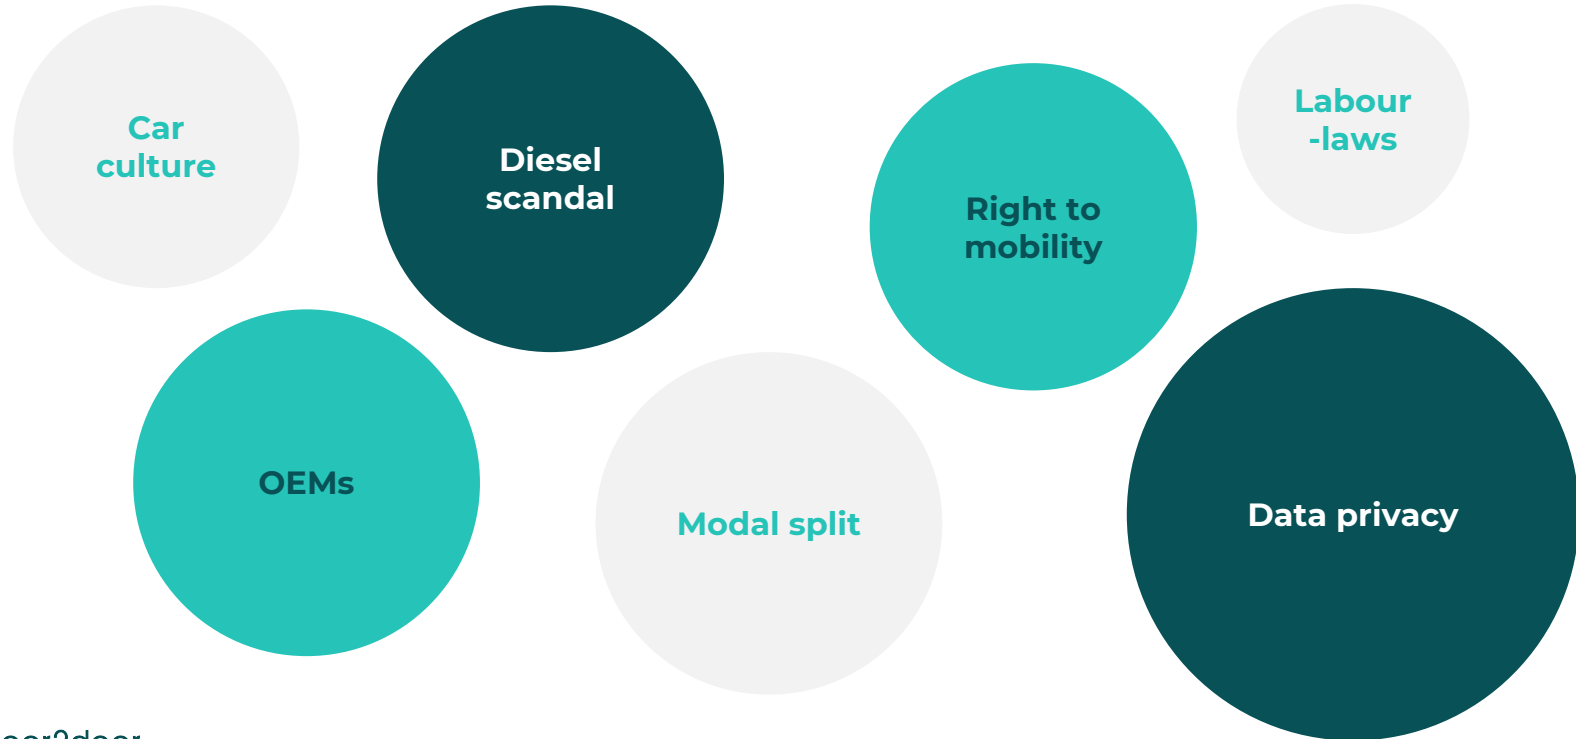 Car
culture
Diesel
scandal
Right to
mobility
Labour
-laws
OEMs
Modal split
Data privacy